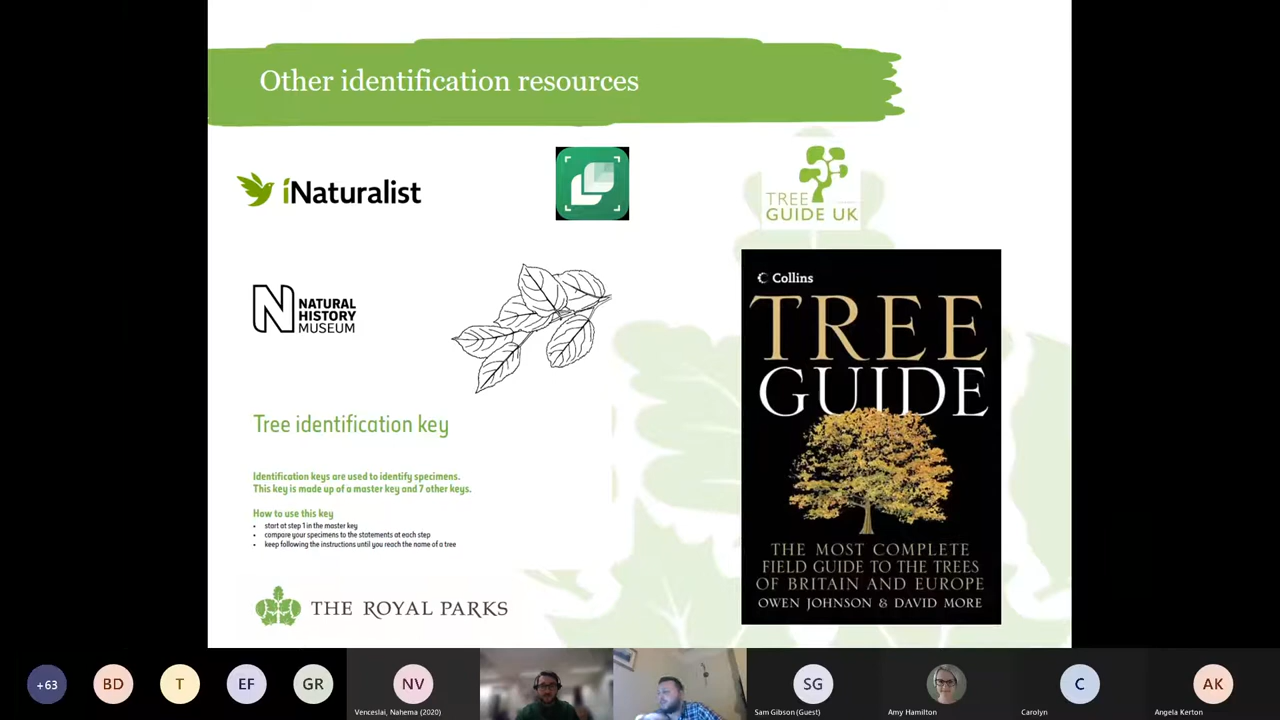 Other identification resources
iNaturalist
TREE
GUIDE UK
NATURAL
HISTORY
MUSEUM
Tree identification key
Identification keys are used to identify specimens.
This key is made up of a master key and 7 other keys.
How to use this key
• start at step 1 in the master key
• compare your specimens to the statements at each step
• keep following the instructions until you reach the name of a tree
THE ROYAL PARKS
Collins
TREE
GUIDE
THE MOST COMPLETE
FIELD GUIDE TO THE TREES
OF BRITAIN AND EUROPE
OWEN JOHNSON & DAVID MORE
+63
BD
T
EF
GR
NV
SG
C
AK
Venceslai, Nahema (2020)
Sam Gibson (Guest)
Amy Hamilton
Carolyn
Angela Kerton